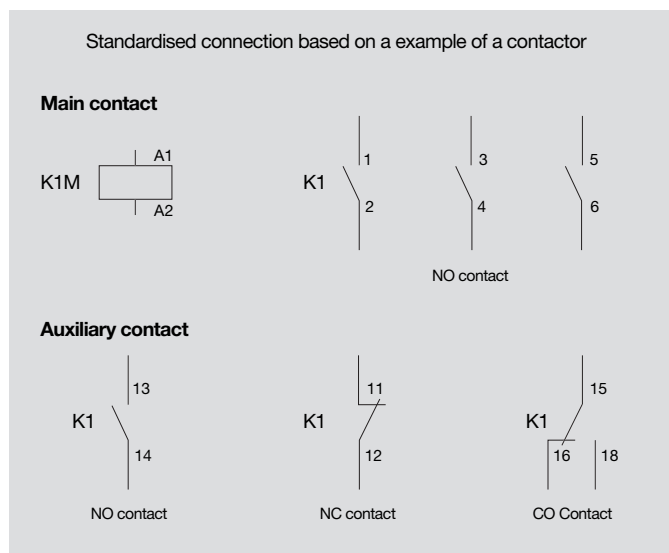 Standardised connection based on a example of a contactor
Main contact
K1M
A1
A2
K1
1
2
3
4
5
6
NO contact
Auxiliary contact
K1
13
14
NO contact
K1
11
12
NC contact
K1
15
16
18
CO Contact